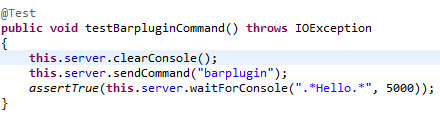 @Test
public void testBarpluginCommand() throws IOException
{
    this.server.clearConsole();
    this.server.sendCommand("barplugin");
    assertTrue(this.server.waitForConsole(".*Hello.*", 5000));
}